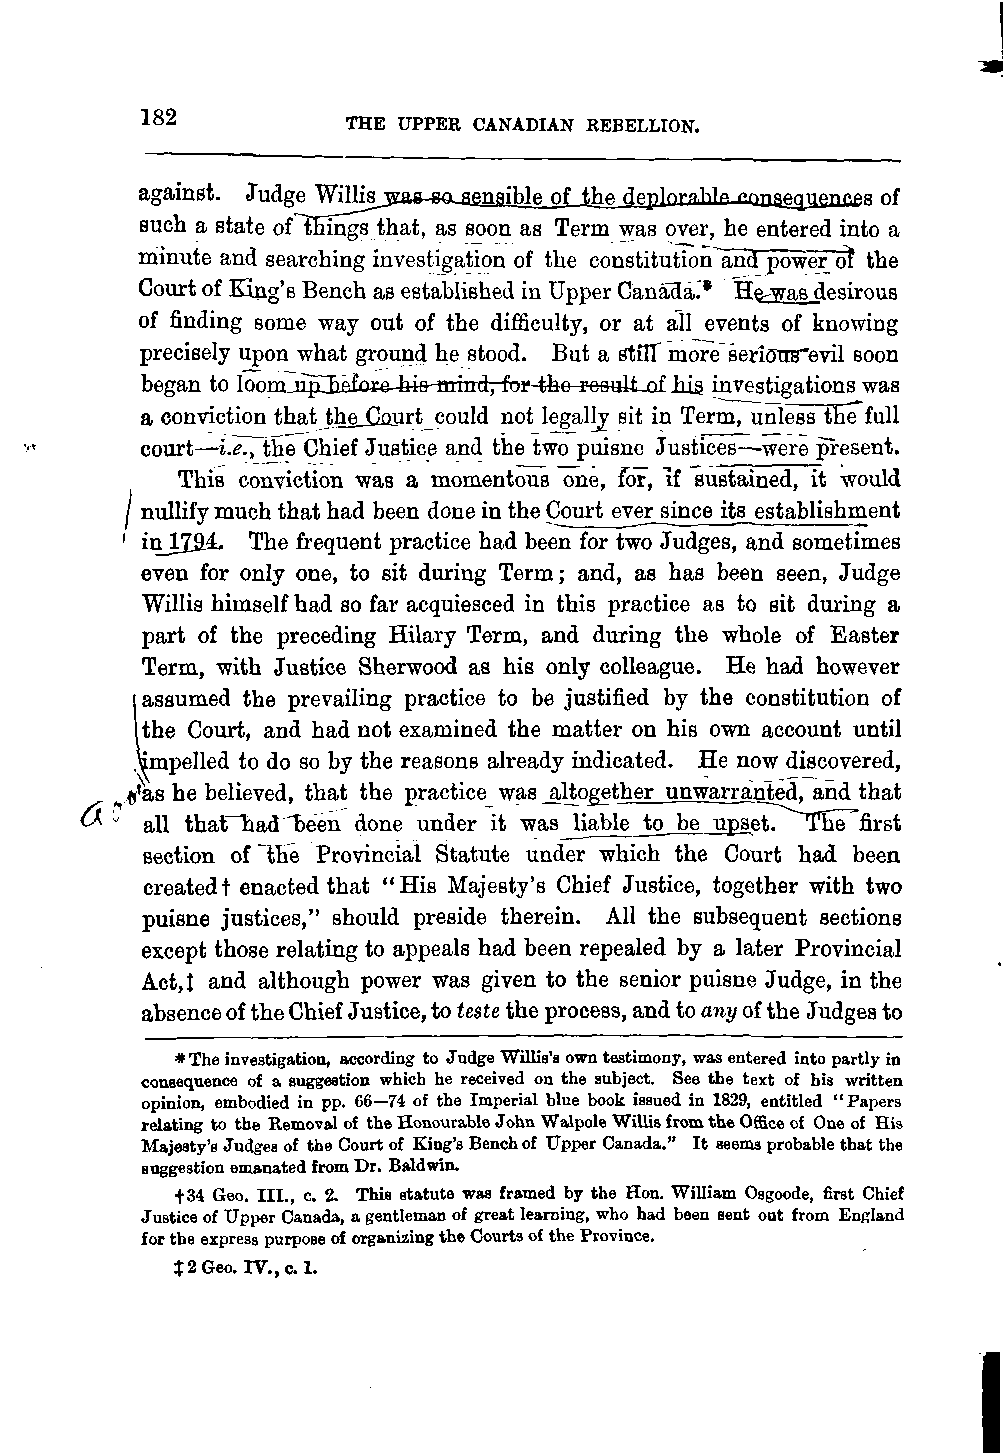 182
THE UPPER CANADIAN REBELLION.
against. Judge Willis was so sensible of the deplorable consequences of
such a state of things that, as soon as Term was over, he entered into a
minute and searching investigation of the constitution and power of the
Court of King's Bench as established in Upper Canada.* He was desirous
of finding some way out of the difficulty, or at all events of knowing
precisely upon what ground he stood. But a still more serious evil soon
began to loom up before his mind, for the result of his investigations was
a conviction that the Court could not legally sit in Term, unless the full
court—i.e., the Chief Justice and the two puisne Justices—were present.
This conviction was a momentous one, for, if sustained, it would
nullify much that had been done in the Court ever since its establishment
in 1794. The frequent practice had been for two Judges, and sometimes
even for only one, to sit during Term; and, as has been seen, Judge
Willis himself had so far acquiesced in this practice as to sit during a
part of the preceding Hilary Term, and during the whole of Easter
Term, with Justice Sherwood as his only colleague. He had however
assumed the prevailing practice to be justified by the constitution of
the Court, and had not examined the matter on his own account until
impelled to do so by the reasons already indicated. He now discovered,
as he believed, that the practice was altogether unwarranted, and that
all that had been done under it was liable to be upset. The first
section of the Provincial Statute under which the Court had been
created† enacted that "His Majesty's Chief Justice, together with two
puisne justices," should preside therein. All the subsequent sections
except those relating to appeals had been repealed by a later Provincial
Act,‡ and although power was given to the senior puisne Judge, in the
absence of the Chief Justice, to teste the process, and to any of the Judges to
*The investigation, according to Judge Willis's own testimony, was entered into partly in
consequence of a suggestion which he received on the subject. See the text of his written
opinion, embodied in pp. 66—74 of the Imperial blue book issued in 1829, entitled "Papers
relating to the Removal of the Honourable John Walpole Willis from the Office of One of His
Majesty's Judges of the Court of King's Bench of Upper Canada." It seems probable that the
suggestion emanated from Dr. Baldwin.
†34 Geo. III., c. 2. This statute was framed by the Hon. William Osgoode, first Chief
Justice of Upper Canada, a gentleman of great learning, who had been sent out from England
for the express purpose of organizing the Courts of the Province.
‡2 Geo. IV., c. 1.